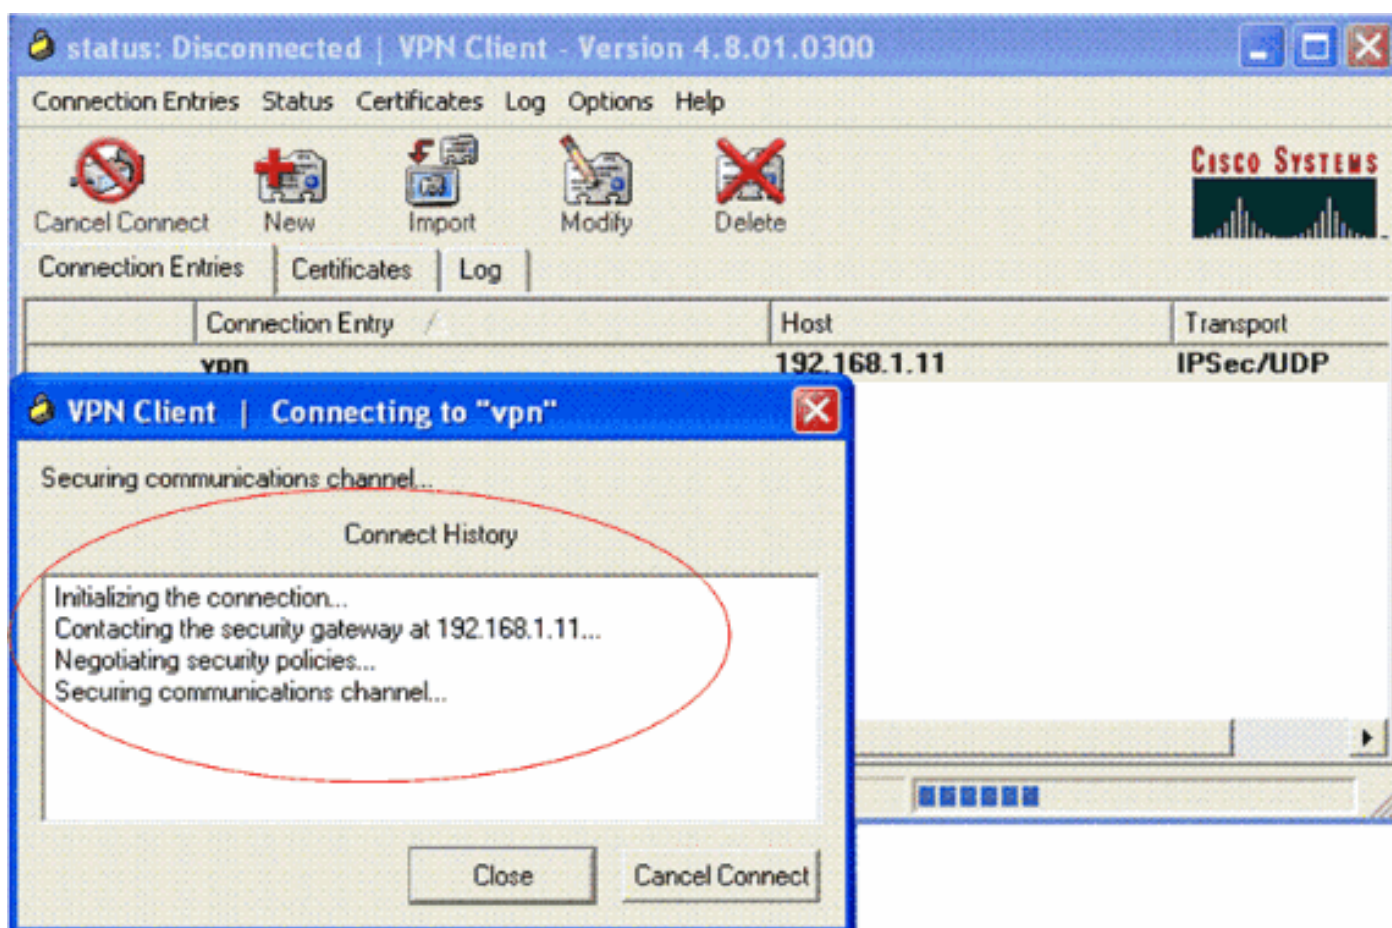 status: Disconnected | VPN Client - Version 4.8.01.0300
Connection Entries Status Certificates Log Options Help
Cancel Connect New Import Modify Delete
CISCO SYSTEMS
Connection Entries Certificates Log
Connection Entry Host Transport
vpn 192.168.1.11 IPSec/UDP
VPN Client | Connecting to "vpn"
Securing communications channel...
Connect History
Initializing the connection...
Contacting the security gateway at 192.168.1.11...
Negotiating security policies...
Securing communications channel...
Close Cancel Connect